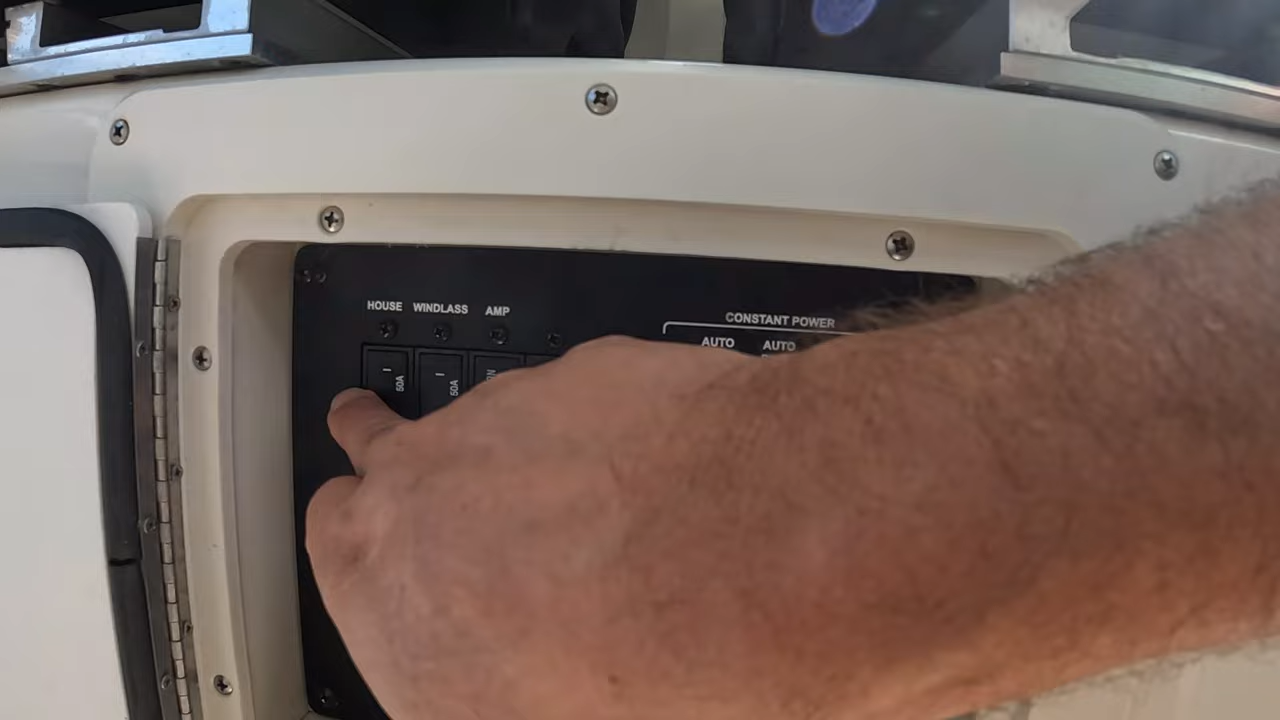 HOUSE WINDLASS AMP
CONSTANT POWER
AUTO AUTO
50A 50A